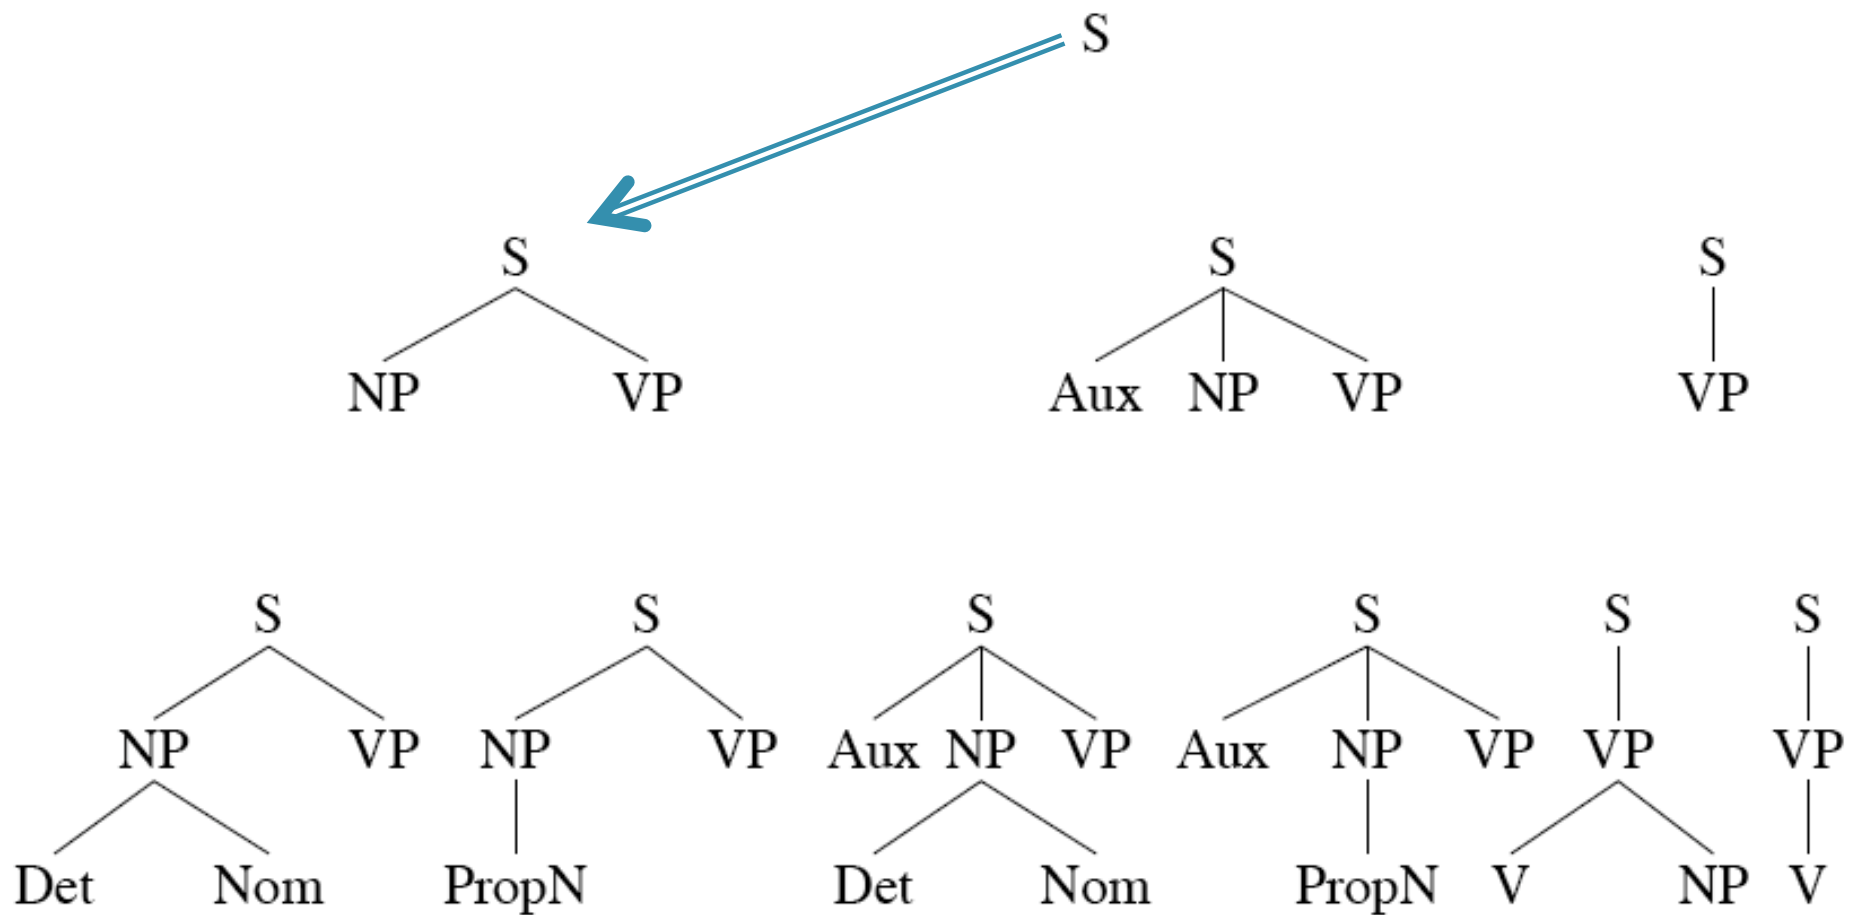 S
S S S
NP VP Aux NP VP VP
S S S S S S
NP VP NP VP Aux NP VP Aux NP VP VP VP
Det Nom PropN Det Nom PropN V NP V